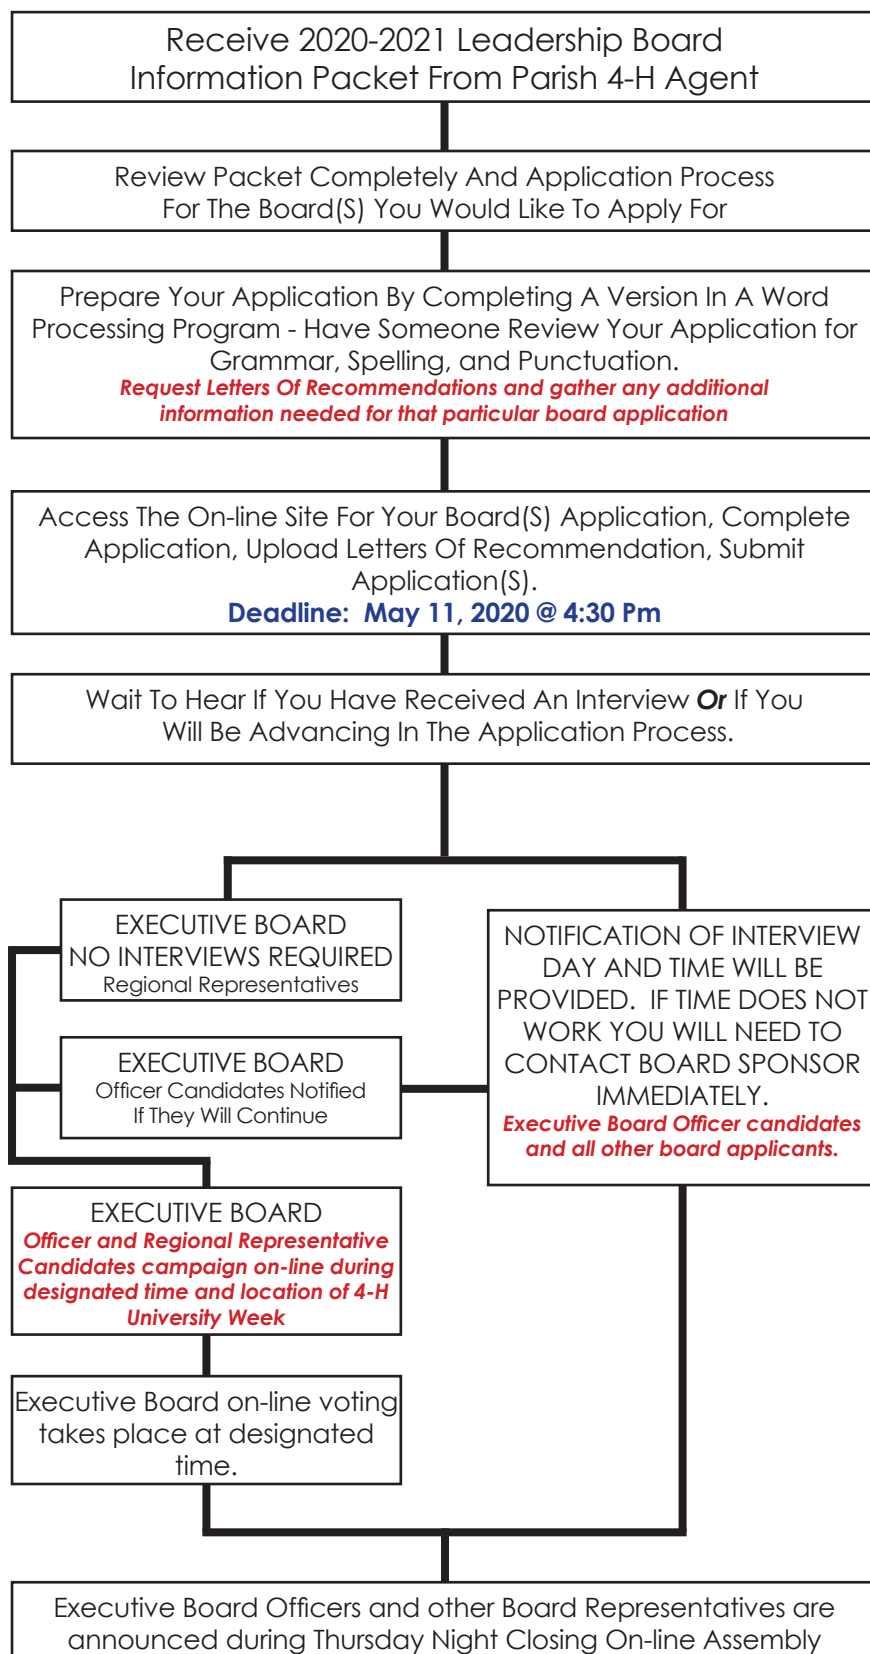 Receive 2020-2021 Leadership Board
Information Packet From Parish 4-H Agent
Review Packet Completely And Application Process
For The Board(S) You Would Like To Apply For
Prepare Your Application By Completing A Version In A Word
Processing Program - Have Someone Review Your Application for
Grammar, Spelling, and Punctuation.
Request Letters Of Recommendations and gather any additional
information needed for that particular board application
Access The On-line Site For Your Board(S) Application, Complete
Application, Upload Letters Of Recommendation, Submit
Application(S).
Deadline: May 11, 2020 @ 4:30 Pm
Wait To Hear If You Have Received An Interview Or If You
Will Be Advancing In The Application Process.
EXECUTIVE BOARD
NO INTERVIEWS REQUIRED
Regional Representatives
EXECUTIVE BOARD
Officer Candidates Notified
If They Will Continue
NOTIFICATION OF INTERVIEW
DAY AND TIME WILL BE
PROVIDED. IF TIME DOES NOT
WORK YOU WILL NEED TO
CONTACT BOARD SPONSOR
IMMEDIATELY.
Executive Board Officer candidates
and all other board applicants.
EXECUTIVE BOARD
Officer and Regional Representative
Candidates campaign on-line during
designated time and location of 4-H
University Week
Executive Board on-line voting
takes place at designated
time.
Executive Board Officers and other Board Representatives are
announced during Thursday Night Closing On-line Assembly